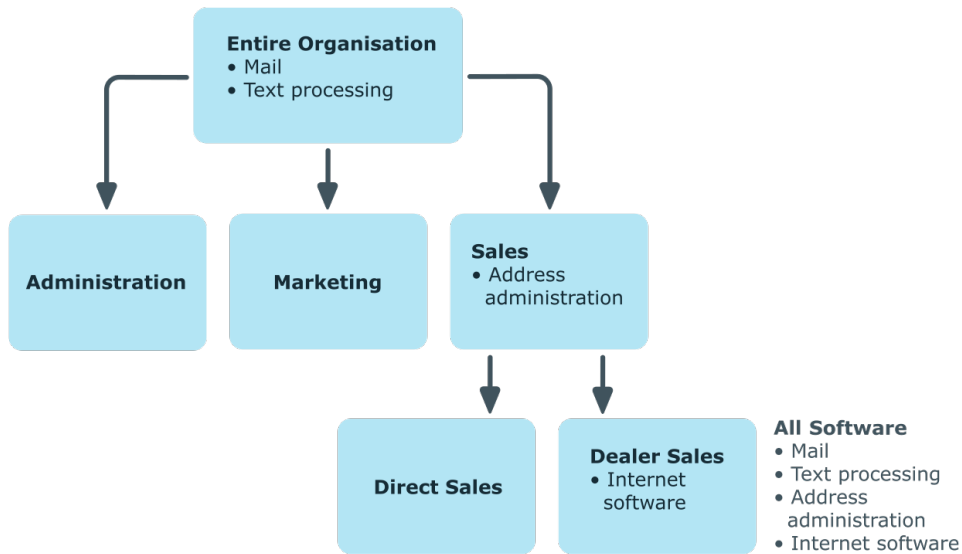 Entire Organisation
• Mail
• Text processing
Administration
Marketing
Sales
• Address
administration
Direct Sales
Dealer Sales
• Internet
software
All Software
• Mail
• Text processing
• Address
administration
• Internet software